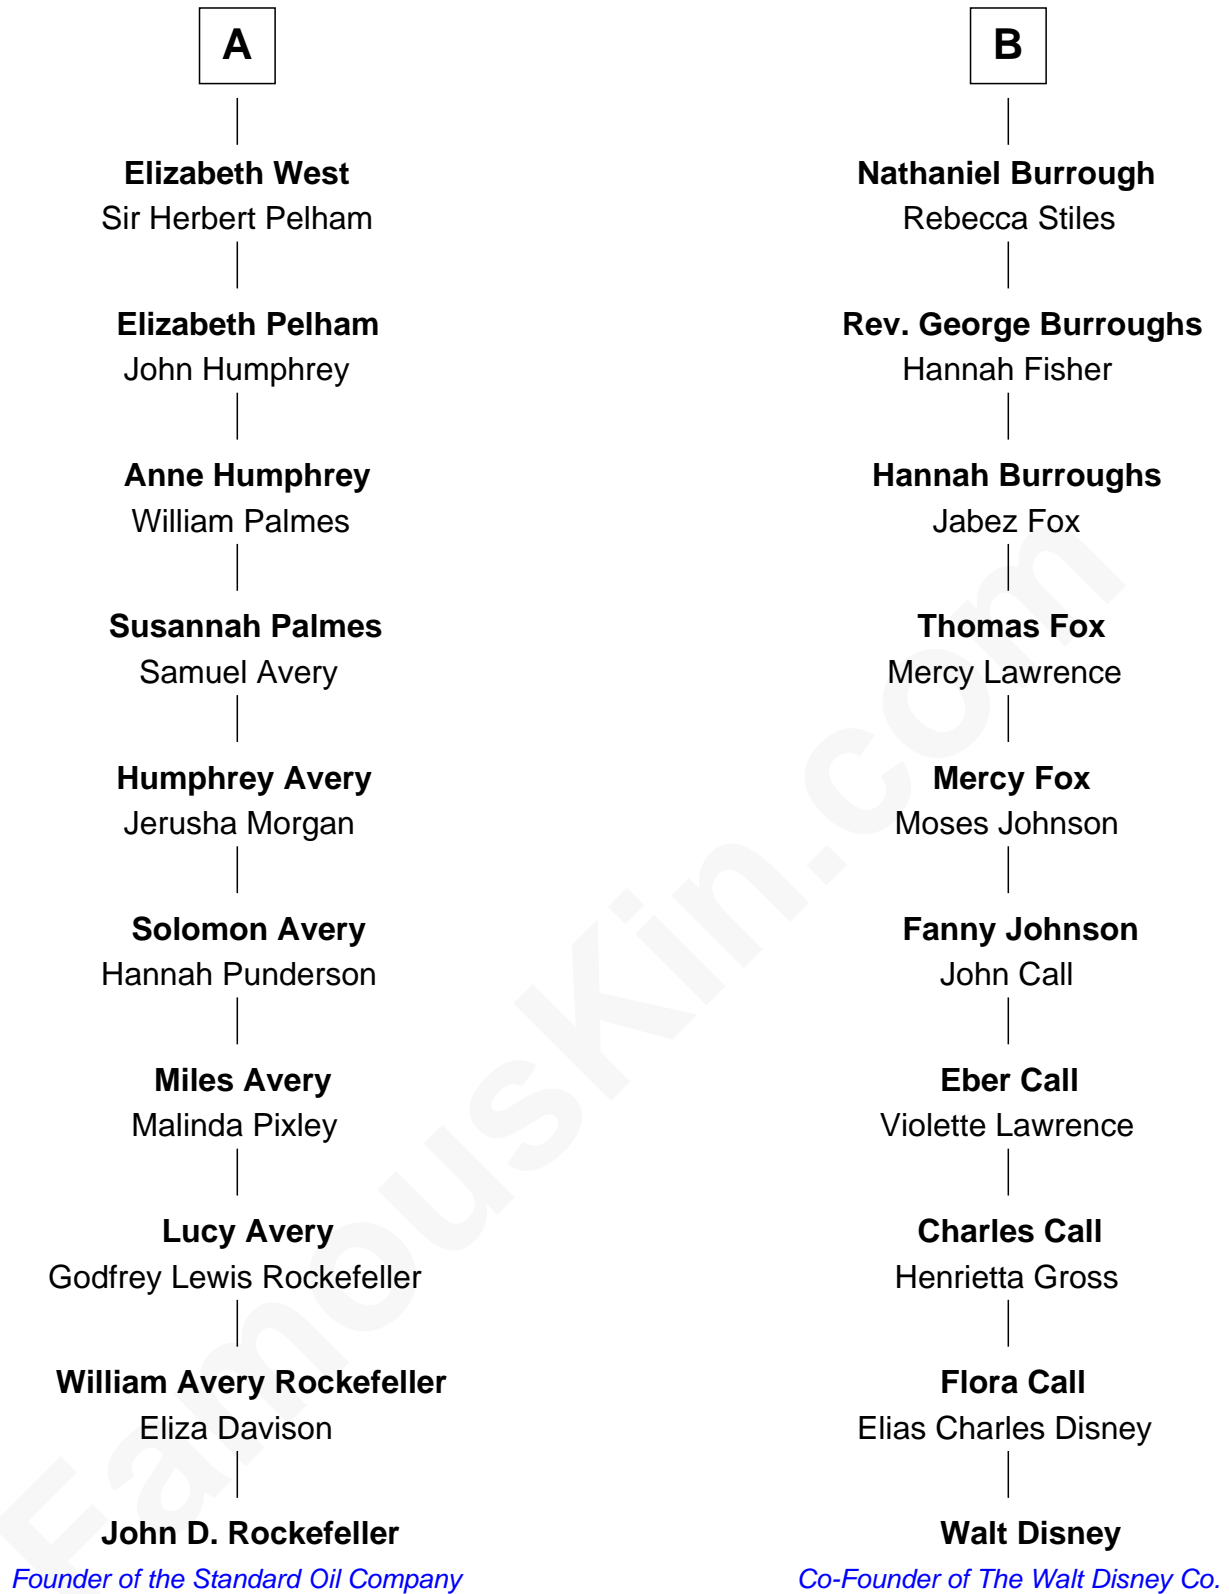 A
Elizabeth West
Sir Herbert Pelham
Elizabeth Pelham
John Humphrey
Anne Humphrey
William Palmes
Susannah Palmes
Samuel Avery
Humphrey Avery
Jerusha Morgan
Solomon Avery
Hannah Punderson
Miles Avery
Malinda Pixley
Lucy Avery
Godfrey Lewis Rockefeller
William Avery Rockefeller
Eliza Davison
John D. Rockefeller
Founder of the Standard Oil Company
B
Nathaniel Burrough
Rebecca Stiles
Rev. George Burroughs
Hannah Fisher
Hannah Burroughs
Jabez Fox
Thomas Fox
Mercy Lawrence
Mercy Fox
Moses Johnson
Fanny Johnson
John Call
Eber Call
Violette Lawrence
Charles Call
Henrietta Gross
Flora Call
Elias Charles Disney
Walt Disney
Co-Founder of The Walt Disney Co.
FamousKin.com